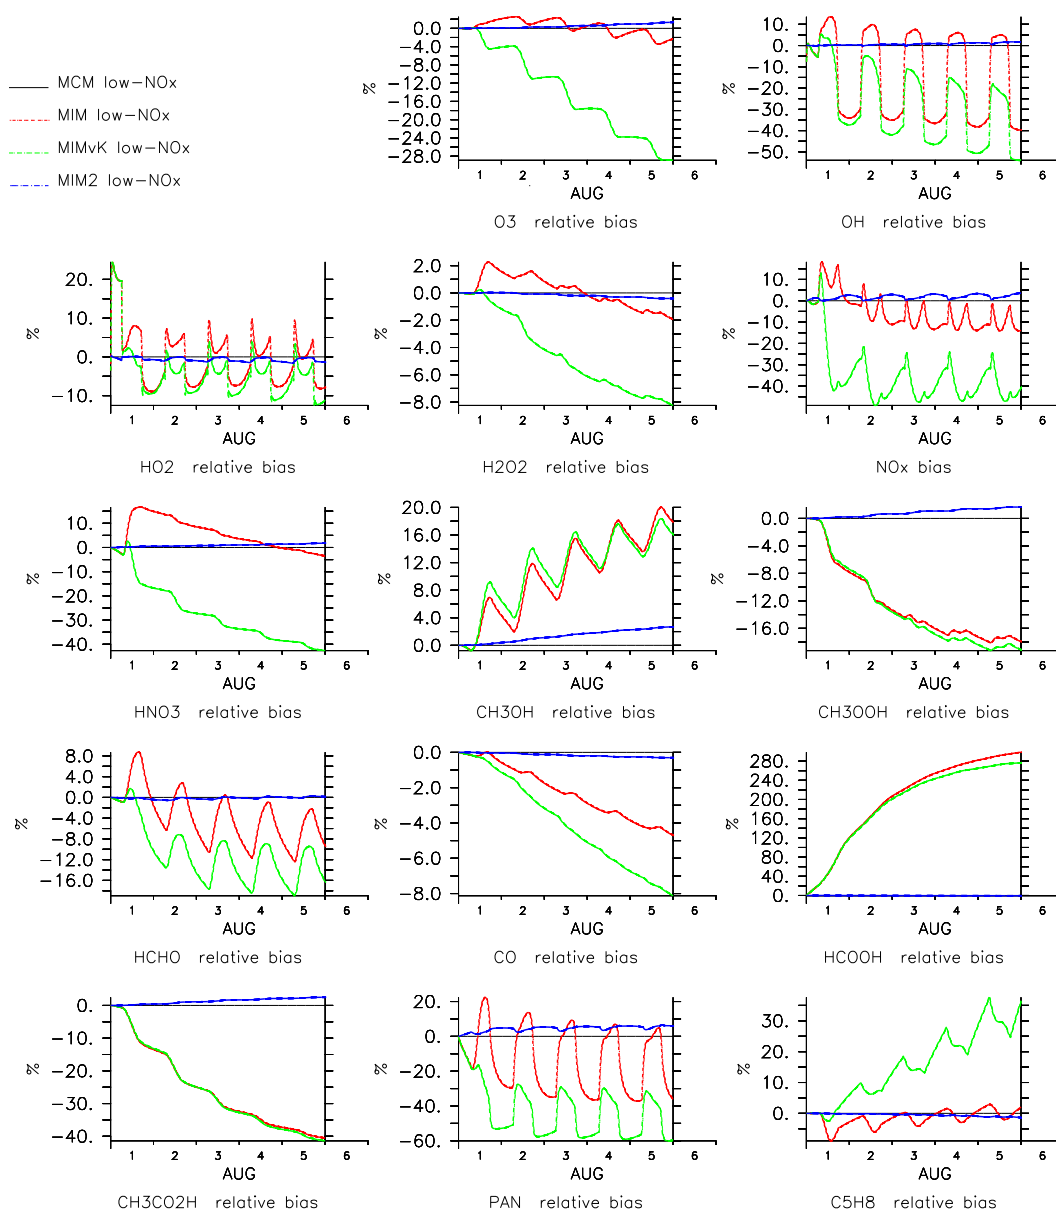 MCM low-NOx
MIM low-NOx
MIMvK low-NOx
MIM2 low-NOx
0.0
-4.0
-8.0
-12.0
-16.0
-20.0
-24.0
-28.0
%
1 2 3 4 5 6
AUG
O3 relative bias
10.
0.
-10.
-20.
-30.
-40.
-50.
%
1 2 3 4 5 6
AUG
OH relative bias
20.
10.
0.
-10.
%
1 2 3 4 5 6
AUG
HO2 relative bias
2.0
0.0
-2.0
-4.0
-6.0
-8.0
%
1 2 3 4 5 6
AUG
H2O2 relative bias
10.
0.
-10.
-20.
-30.
-40.
%
1 2 3 4 5 6
AUG
NOx bias
10.
0.
-10.
-20.
-30.
-40.
%
1 2 3 4 5 6
AUG
HNO3 relative bias
20.0
16.0
12.0
8.0
4.0
0.0
%
1 2 3 4 5 6
AUG
CH3OH relative bias
0.0
-4.0
-8.0
-12.0
-16.0
%
1 2 3 4 5 6
AUG
CH3OOH relative bias
8.0
4.0
0.0
-4.0
-8.0
-12.0
-16.0
%
1 2 3 4 5 6
AUG
HCHO relative bias
0.0
-2.0
-4.0
-6.0
-8.0
%
1 2 3 4 5 6
AUG
CO relative bias
280.
240.
200.
160.
120.
80.
40.
0.
%
1 2 3 4 5 6
AUG
HCOOH relative bias
0.
-10.
-20.
-30.
-40.
%
1 2 3 4 5 6
AUG
CH3CO2H relative bias
20.
0.
-20.
-40.
-60.
%
1 2 3 4 5 6
AUG
PAN relative bias
30.
20.
10.
0.
%
1 2 3 4 5 6
AUG
C5H8 relative bias